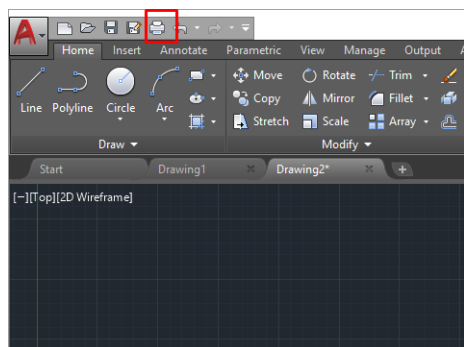 A
Home Insert Annotate Parametric View Manage Output
Line Polyline Circle Arc
Move Rotate Trim
Copy Mirror Fillet
Stretch Scale Array
Draw Modify
Start Drawing1 Drawing2*
[−][Top][2D Wireframe]